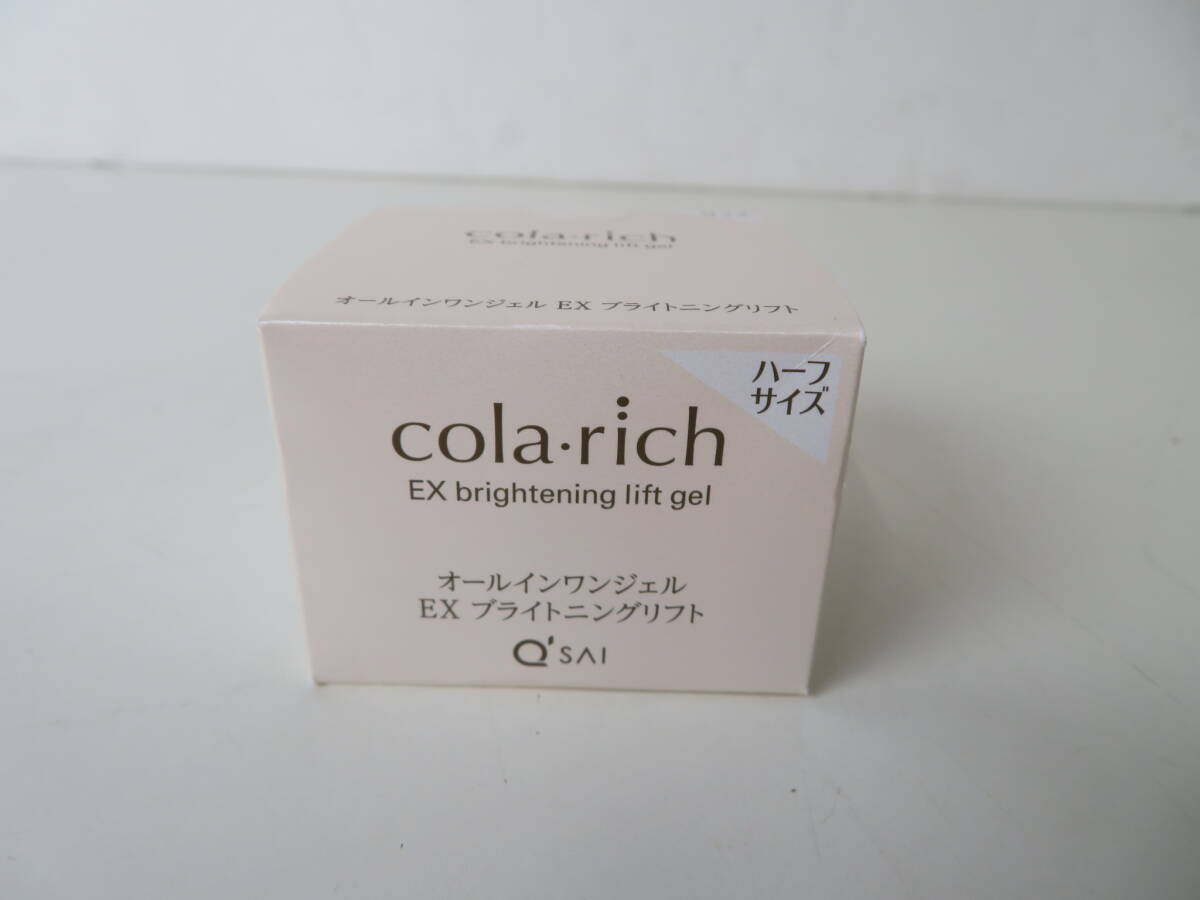 cola・rich
EX brightening lift gel
オールインワンジェル EX ブライトニングリフト
ハーフ
サイズ
cola・rich
EX brightening lift gel
オールインワンジェル
EX ブライトニングリフト
Q'SAI